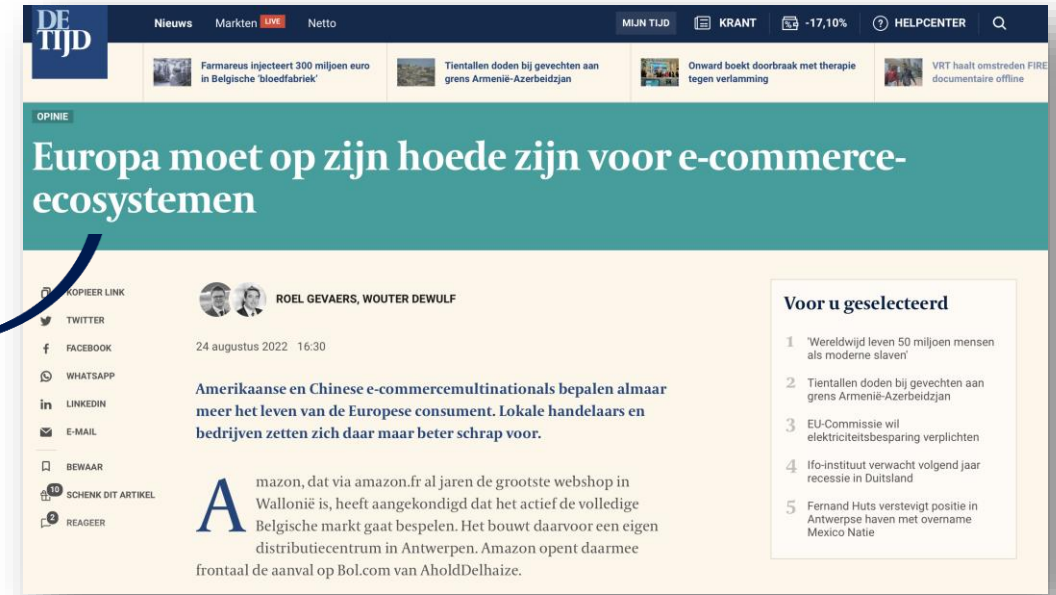 DE
TIJD
Nieuws Markten LIVE Netto
MIJN TIJD KRANT -17,10% HELPCENTER
Farmareus injecteert 300 miljoen euro
in Belgische 'bloedfabriek'
Tientallen doden bij gevechten aan
grens Armenië-Azerbeidzjan
Onward boekt doorbraak met therapie
tegen verlamming
VRT haalt omstreden FIRE
documentaire offline
OPINIE
Europa moet op zijn hoede zijn voor e-commerce-
ecosystemen
KOPIEER LINK
TWITTER
FACEBOOK
WHATSAPP
LINKEDIN
E-MAIL
BEWAAR
10 SCHENK DIT ARTIKEL
2 REAGEER
ROEL GEVAERS, WOUTER DEWULF
24 augustus 2022 16:30
Amerikaanse en Chinese e-commercemultinationals bepalen almaar
meer het leven van de Europese consument. Lokale handelaars en
bedrijven zetten zich daar maar beter schrap voor.
Amazon, dat via amazon.fr al jaren de grootste webshop in
Wallonië is, heeft aangekondigd dat het actief de volledige
Belgische markt gaat bespelen. Het bouwt daarvoor een eigen
distributiecentrum in Antwerpen. Amazon opent daarmee
frontaal de aanval op Bol.com van AholdDelhaize.
Voor u geselecteerd
1 'Wereldwijd leven 50 miljoen mensen
als moderne slaven'
2 Tientallen doden bij gevechten aan
grens Armenië-Azerbeidzjan
3 EU-Commissie wil
elektriciteitsbesparing verplichten
4 Ifo-instituut verwacht volgend jaar
recessie in Duitsland
5 Fernand Huts verstevigt positie in
Antwerpse haven met overname
Mexico Natie